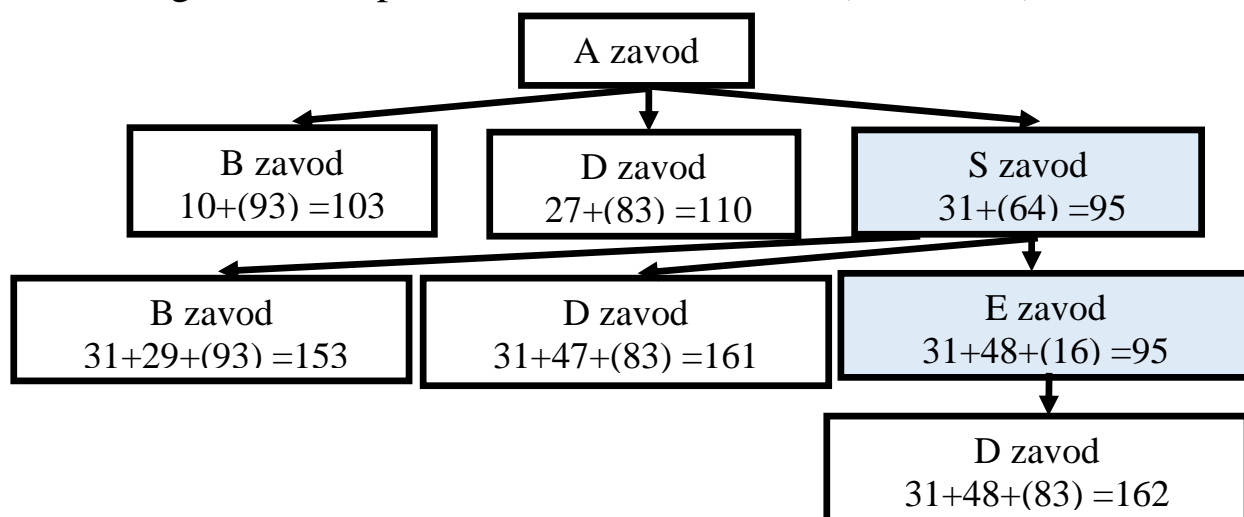 A zavod
B zavod
10+(93) =103
D zavod
27+(83) =110
S zavod
31+(64) =95
B zavod
31+29+(93) =153
D zavod
31+47+(83) =161
E zavod
31+48+(16) =95
D zavod
31+48+(83) =162